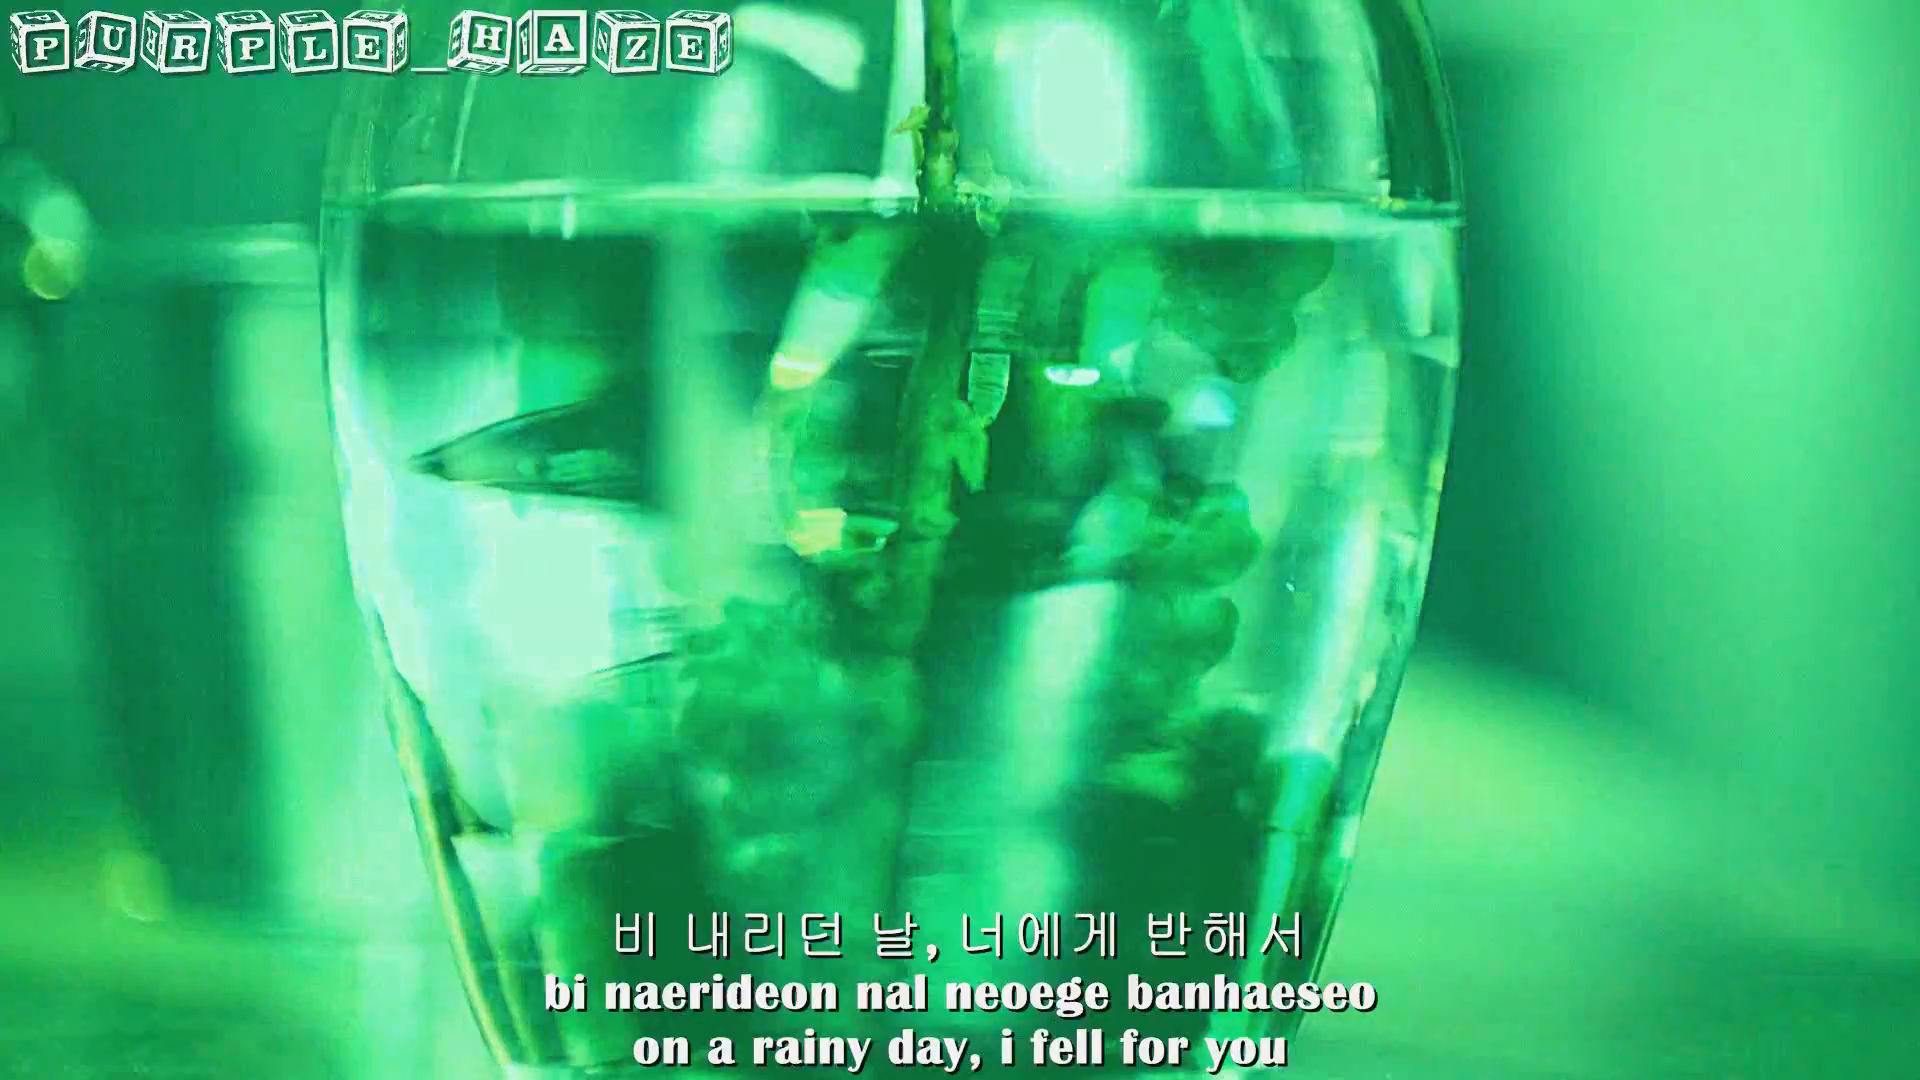 PURPLE_HAZE
비 내리던 날, 너에게 반해서
bi naerideon nal neoege banhaeseo
on a rainy day, i fell for you